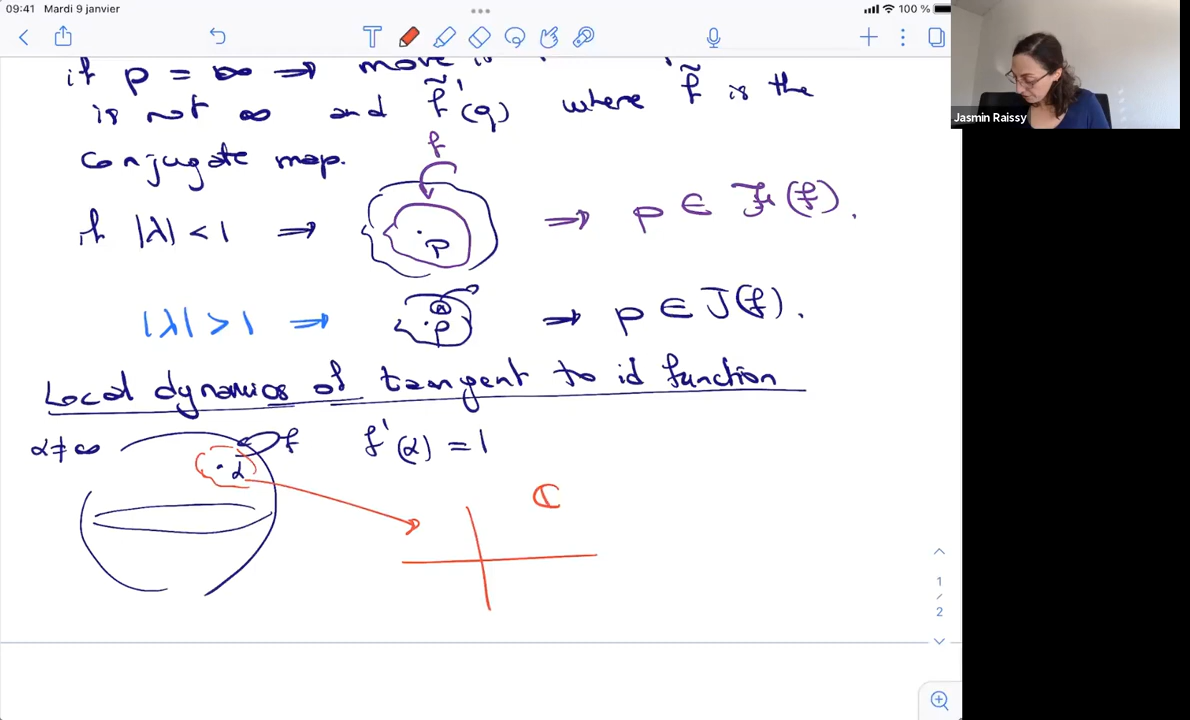 09:41 Mardi 9 janvier
100 %
if p = ∞ ⇒ move
is not ∞ and f̃'(q) where f̃ is the
conjugate map.
f
if |λ| < 1 ⇒ p ⇒ p ∈ F(f).
|λ| > 1 ⇒ p ⇒ p ∈ J(f).
Local dynamics of tangent to id function
α ≠ ∞ f f'(α) = 1
α
ℂ
1
/
2
Jasmin Raissy